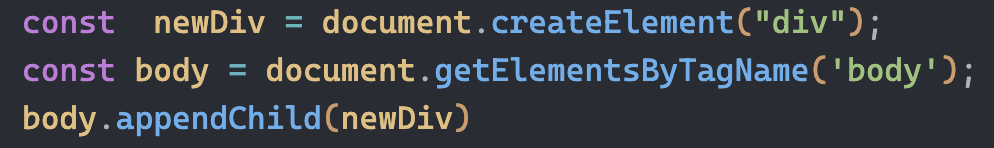 const  newDiv = document.createElement("div");
const body = document.getElementsByTagName('body');
body.appendChild(newDiv)